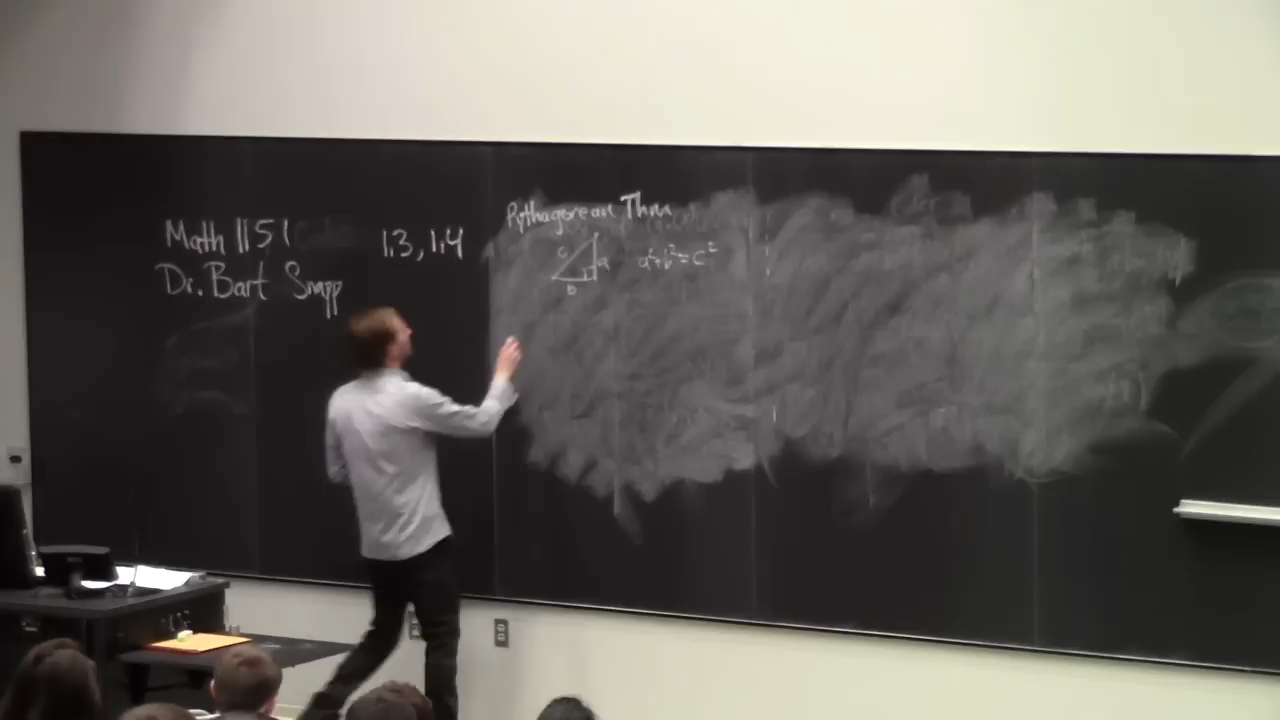 Math 1151
Dr. Bart Snapp
1.3, 1.4
Pythagorean Thm
c a
b
a²+b²=c²